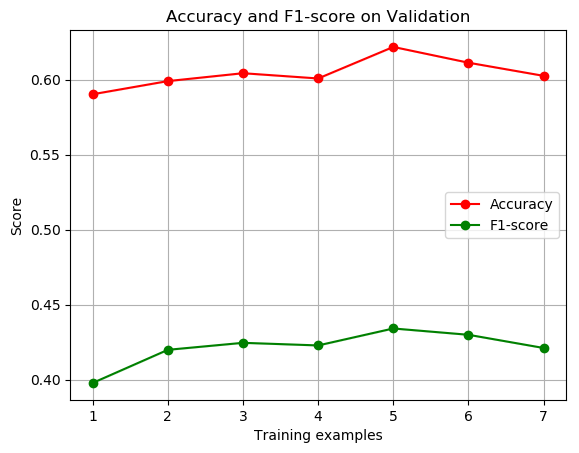 Accuracy and F1-score on Validation
Score
0.60
0.55
0.50
0.45
0.40
Accuracy
F1-score
1 2 3 4 5 6 7
Training examples